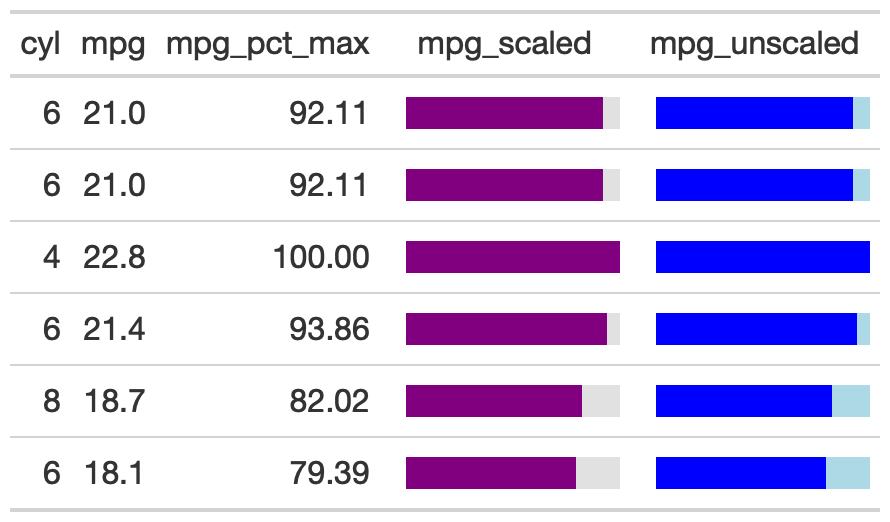 cyl mpg mpg_pct_max mpg_scaled mpg_unscaled
6 21.0 92.11
6 21.0 92.11
4 22.8 100.00
6 21.4 93.86
8 18.7 82.02
6 18.1 79.39